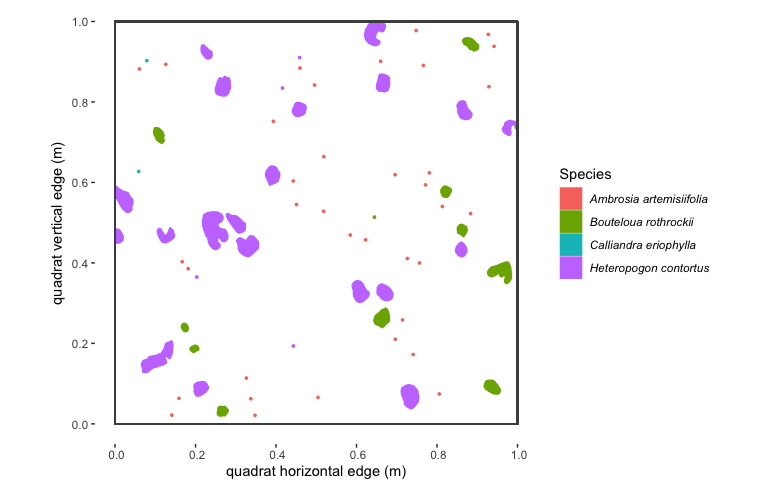 1.0
0.8
0.6
0.4
0.2
0.0
quadrat vertical edge (m)
0.0 0.2 0.4 0.6 0.8 1.0
quadrat horizontal edge (m)
Species
Ambrosia artemisiifolia
Bouteloua rothrockii
Calliandra eriophylla
Heteropogon contortus